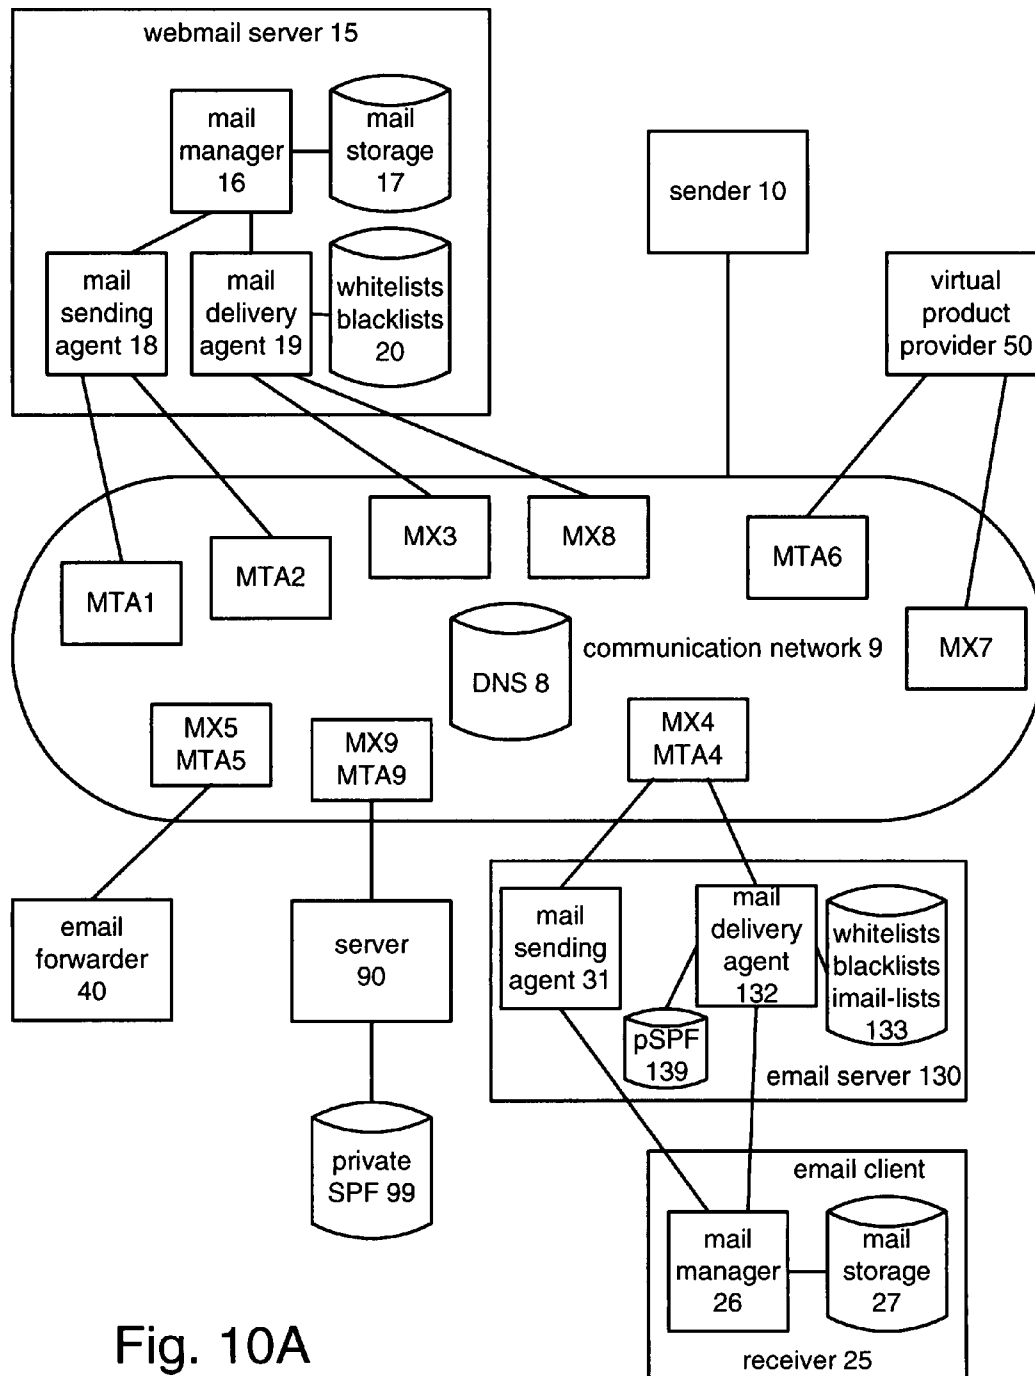 webmail server 15
mail
manager
16
mail
storage
17
mail
sending
agent 18
mail
delivery
agent 19
whitelists
blacklists
20
sender 10
virtual
product
provider 50
MTA1
MTA2
MX3
MX8
MTA6
MX7
DNS 8
communication network 9
MX5
MTA5
MX9
MTA9
MX4
MTA4
email
forwarder
40
server
90
private
SPF 99
mail
sending
agent 31
mail
delivery
agent
132
whitelists
blacklists
imail-lists
133
pSPF
139
email server 130
email client
mail
manager
26
mail
storage
27
receiver 25
Fig. 10A